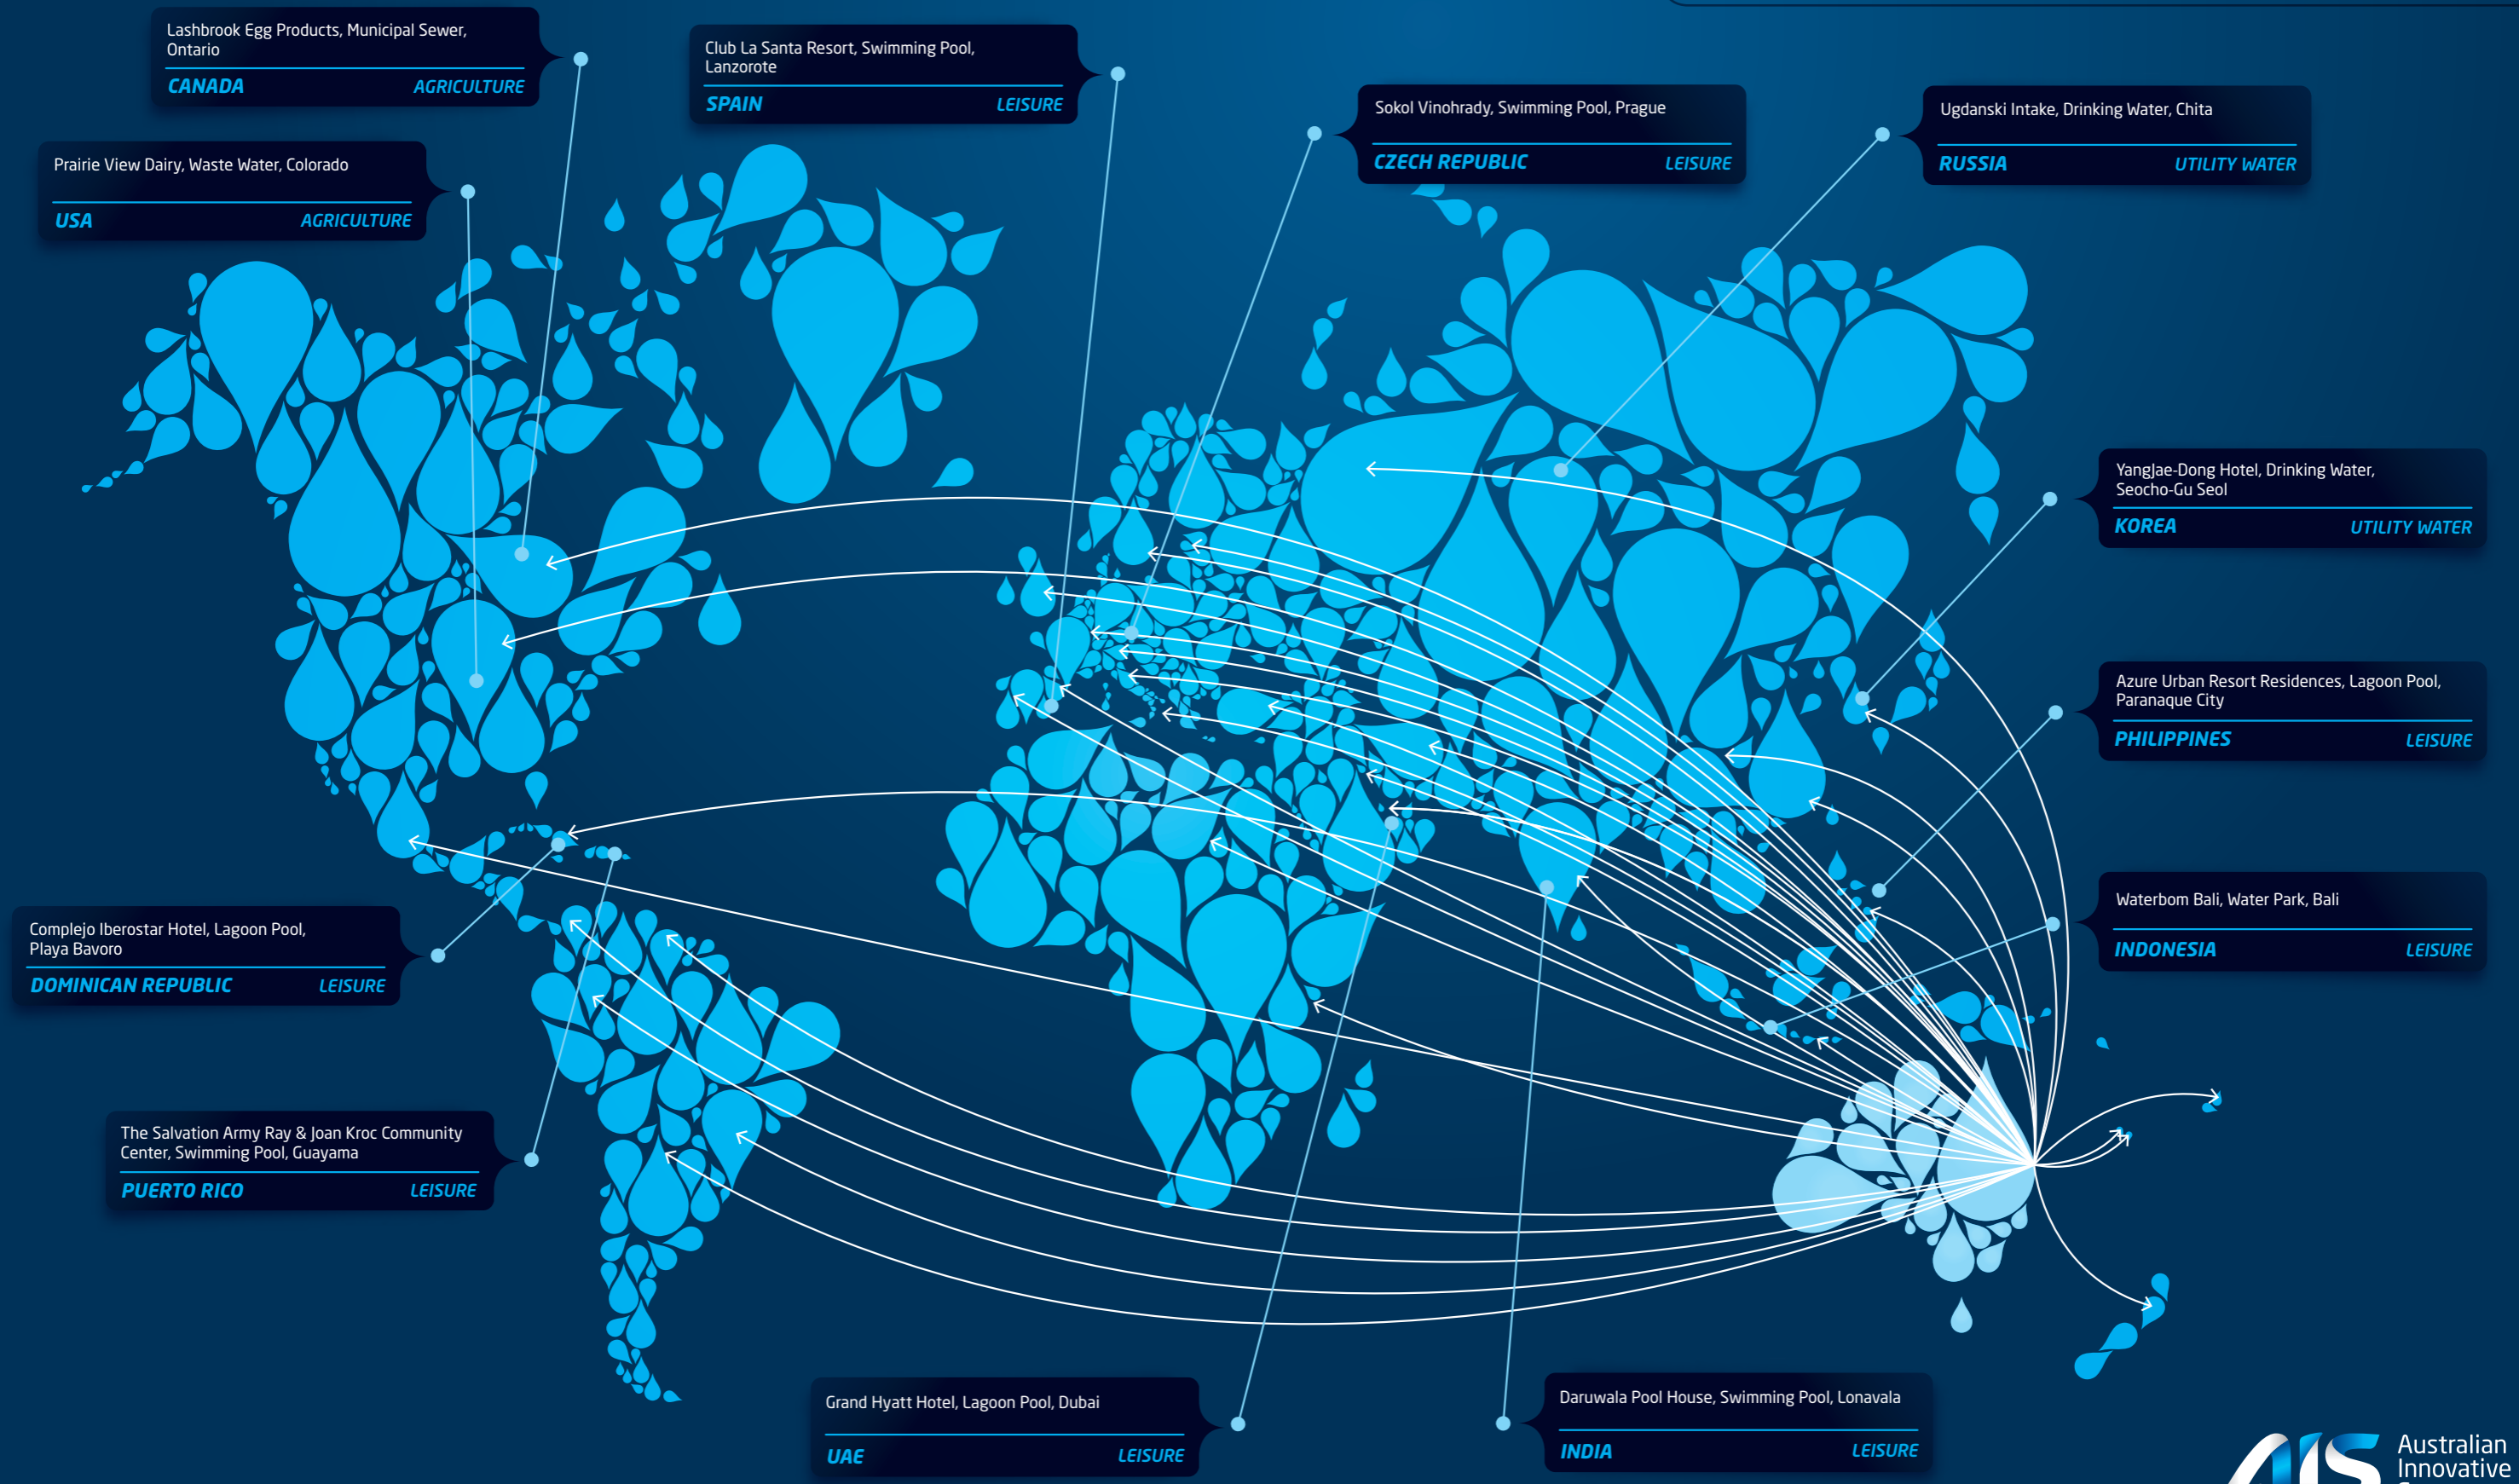 Lashbrook Egg Products, Municipal Sewer,
Ontario
CANADA AGRICULTURE
Club La Santa Resort, Swimming Pool,
Lanzorote
SPAIN LEISURE
Sokol Vinohrady, Swimming Pool, Prague
CZECH REPUBLIC LEISURE
Ugdanski Intake, Drinking Water, Chita
RUSSIA UTILITY WATER
Prairie View Dairy, Waste Water, Colorado
USA AGRICULTURE
YangJae-Dong Hotel, Drinking Water,
Seocho-Gu Seol
KOREA UTILITY WATER
Azure Urban Resort Residences, Lagoon Pool,
Paranaque City
PHILIPPINES LEISURE
Waterbom Bali, Water Park, Bali
INDONESIA LEISURE
Complejo Iberostar Hotel, Lagoon Pool,
Playa Bavoro
DOMINICAN REPUBLIC LEISURE
The Salvation Army Ray & Joan Kroc Community
Center, Swimming Pool, Guayama
PUERTO RICO LEISURE
Grand Hyatt Hotel, Lagoon Pool, Dubai
UAE LEISURE
Daruwala Pool House, Swimming Pool, Lonavala
INDIA LEISURE
AIS
Australian
Innovative